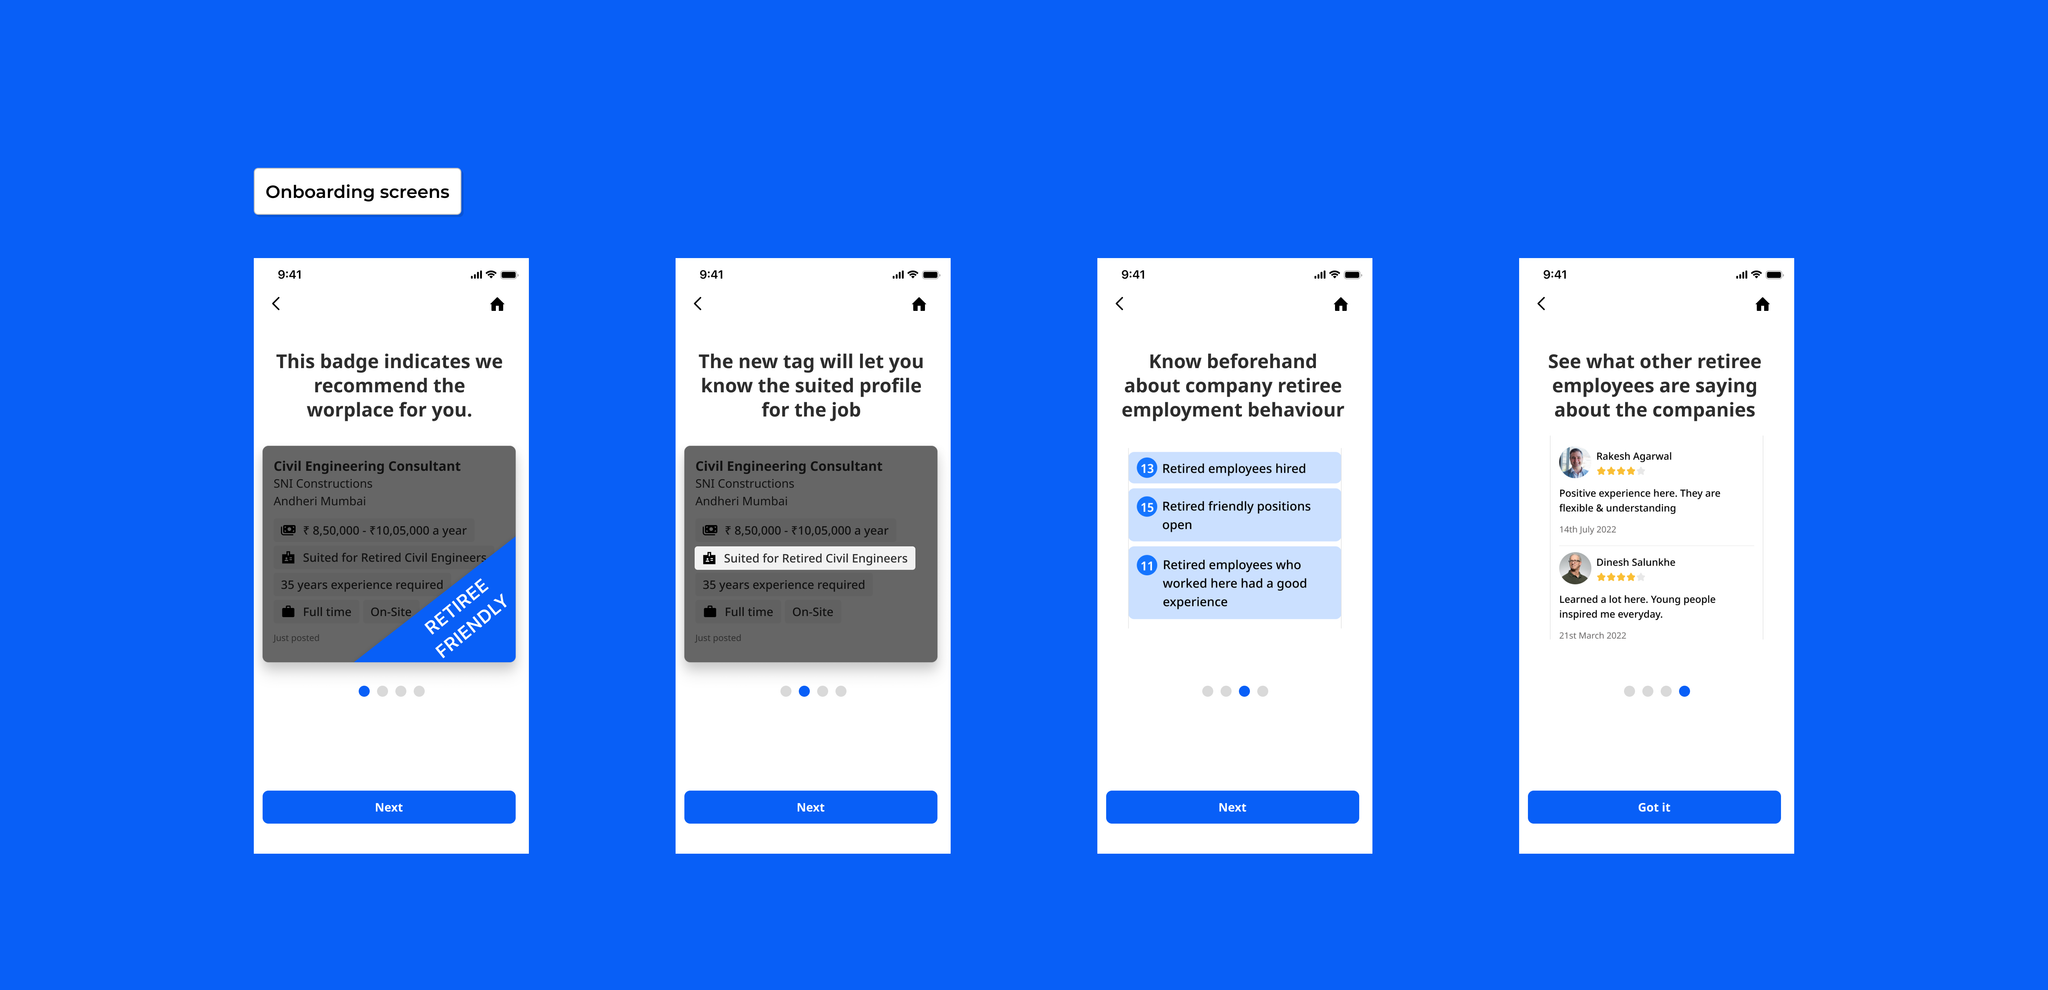 Onboarding screens
9:41
This badge indicates we
recommend the
worplace for you.
Civil Engineering Consultant
SNI Constructions
Andheri Mumbai
₹ 8,50,000 - ₹10,05,000 a year
Suited for Retired Civil Engineers
35 years experience required
Full time On-Site
Just posted
RETIREE
FRIENDLY
Next
9:41
The new tag will let you
know the suited profile
for the job
Civil Engineering Consultant
SNI Constructions
Andheri Mumbai
₹ 8,50,000 - ₹10,05,000 a year
Suited for Retired Civil Engineers
35 years experience required
Full time On-Site
Just posted
Next
9:41
Know beforehand
about company retiree
employment behaviour
13 Retired employees hired
15 Retired friendly positions
open
11 Retired employees who
worked here had a good
experience
Next
9:41
See what other retiree
employees are saying
about the companies
Rakesh Agarwal
Positive experience here. They are
flexible & understanding
14th July 2022
Dinesh Salunkhe
Learned a lot here. Young people
inspired me everyday.
21st March 2022
Got it